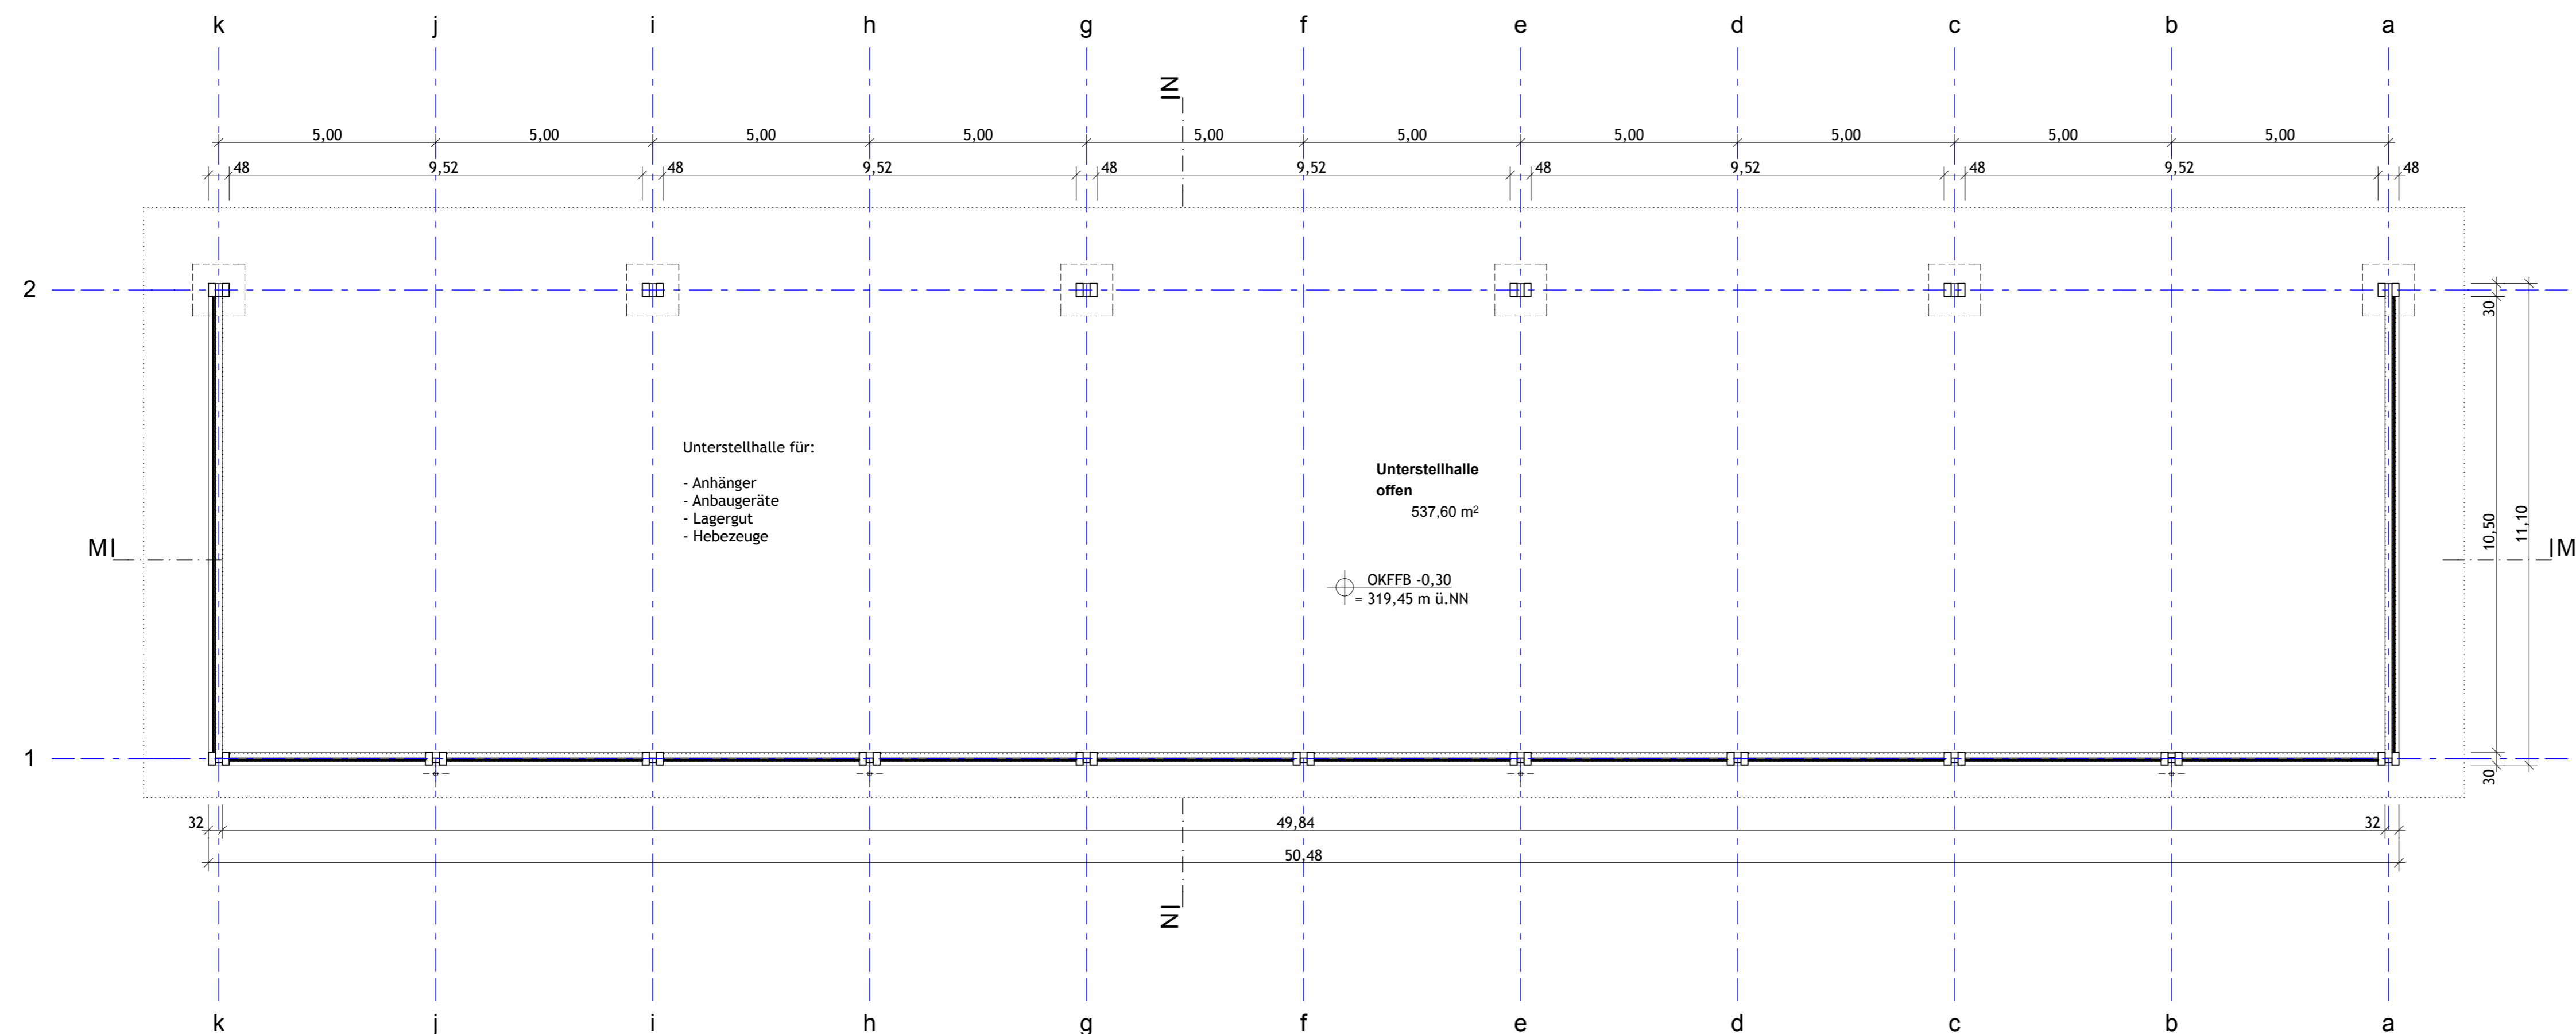 k j i h g f e d c b a
N
5,00 5,00 5,00 5,00 5,00 5,00 5,00 5,00 5,00 5,00
48 9,52 48 9,52 48 9,52 48 9,52 48 9,52 48
2
30
Unterstellhalle für:
- Anhänger
- Anbaugeräte
- Lagergut
- Hebezeuge
Unterstellhalle
offen
537,60 m²
10,50
11,10
M
M
OKFFB -0,30
= 319,45 m ü.NN
1
30
32 49,84 32
50,48
N
k j i h g f e d c b a